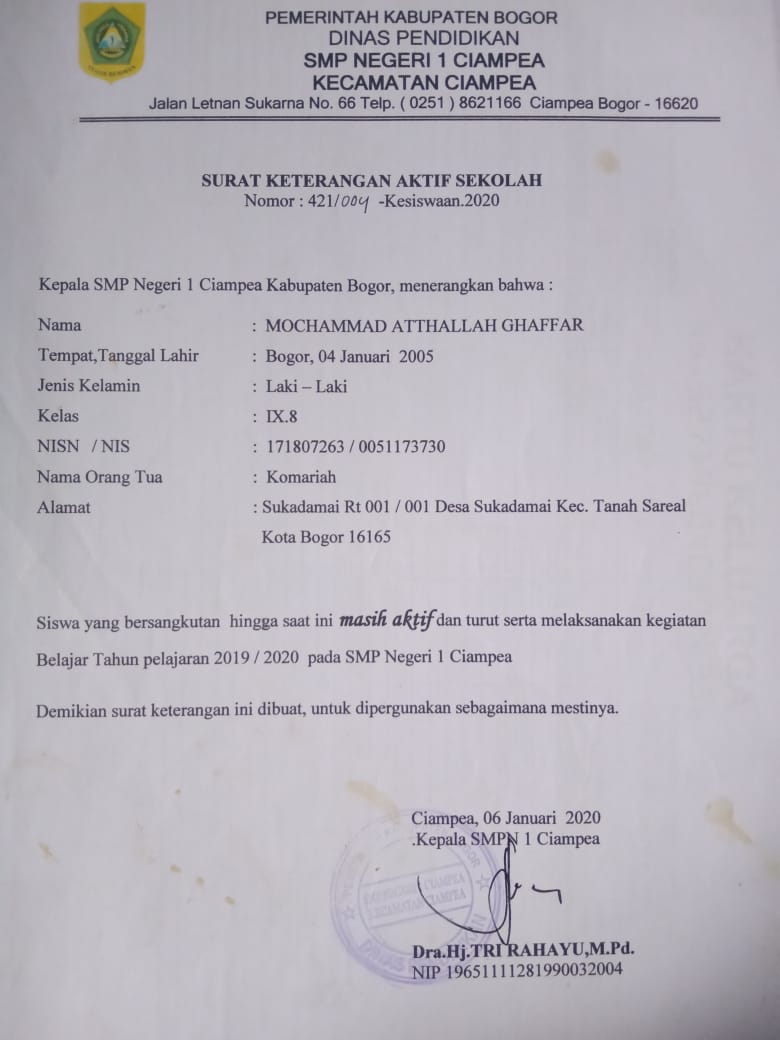 PEMERINTAH KABUPATEN BOGOR
DINAS PENDIDIKAN
SMP NEGERI 1 CIAMPEA
KECAMATAN CIAMPEA
Jalan Letnan Sukarna No. 66 Telp. ( 0251 ) 8621166 Ciampea Bogor - 16620
SURAT KETERANGAN AKTIF SEKOLAH
Nomor : 421/004 -Kesiswaan.2020
Kepala SMP Negeri 1 Ciampea Kabupaten Bogor, menerangkan bahwa :
Nama : MOCHAMMAD ATTHALLAH GHAFFAR
Tempat,Tanggal Lahir : Bogor, 04 Januari 2005
Jenis Kelamin : Laki – Laki
Kelas : IX.8
NISN / NIS : 171807263 / 0051173730
Nama Orang Tua : Komariah
Alamat : Sukadamai Rt 001 / 001 Desa Sukadamai Kec. Tanah Sareal
Kota Bogor 16165
Siswa yang bersangkutan hingga saat ini masih aktif dan turut serta melaksanakan kegiatan
Belajar Tahun pelajaran 2019 / 2020 pada SMP Negeri 1 Ciampea
Demikian surat keterangan ini dibuat, untuk dipergunakan sebagaimana mestinya.
Ciampea, 06 Januari 2020
.Kepala SMPN 1 Ciampea
CIAMPEA
KECAMATAN CIAMPEA
Dra.Hj.TRI RAHAYU,M.Pd.
NIP 19651111281990032004